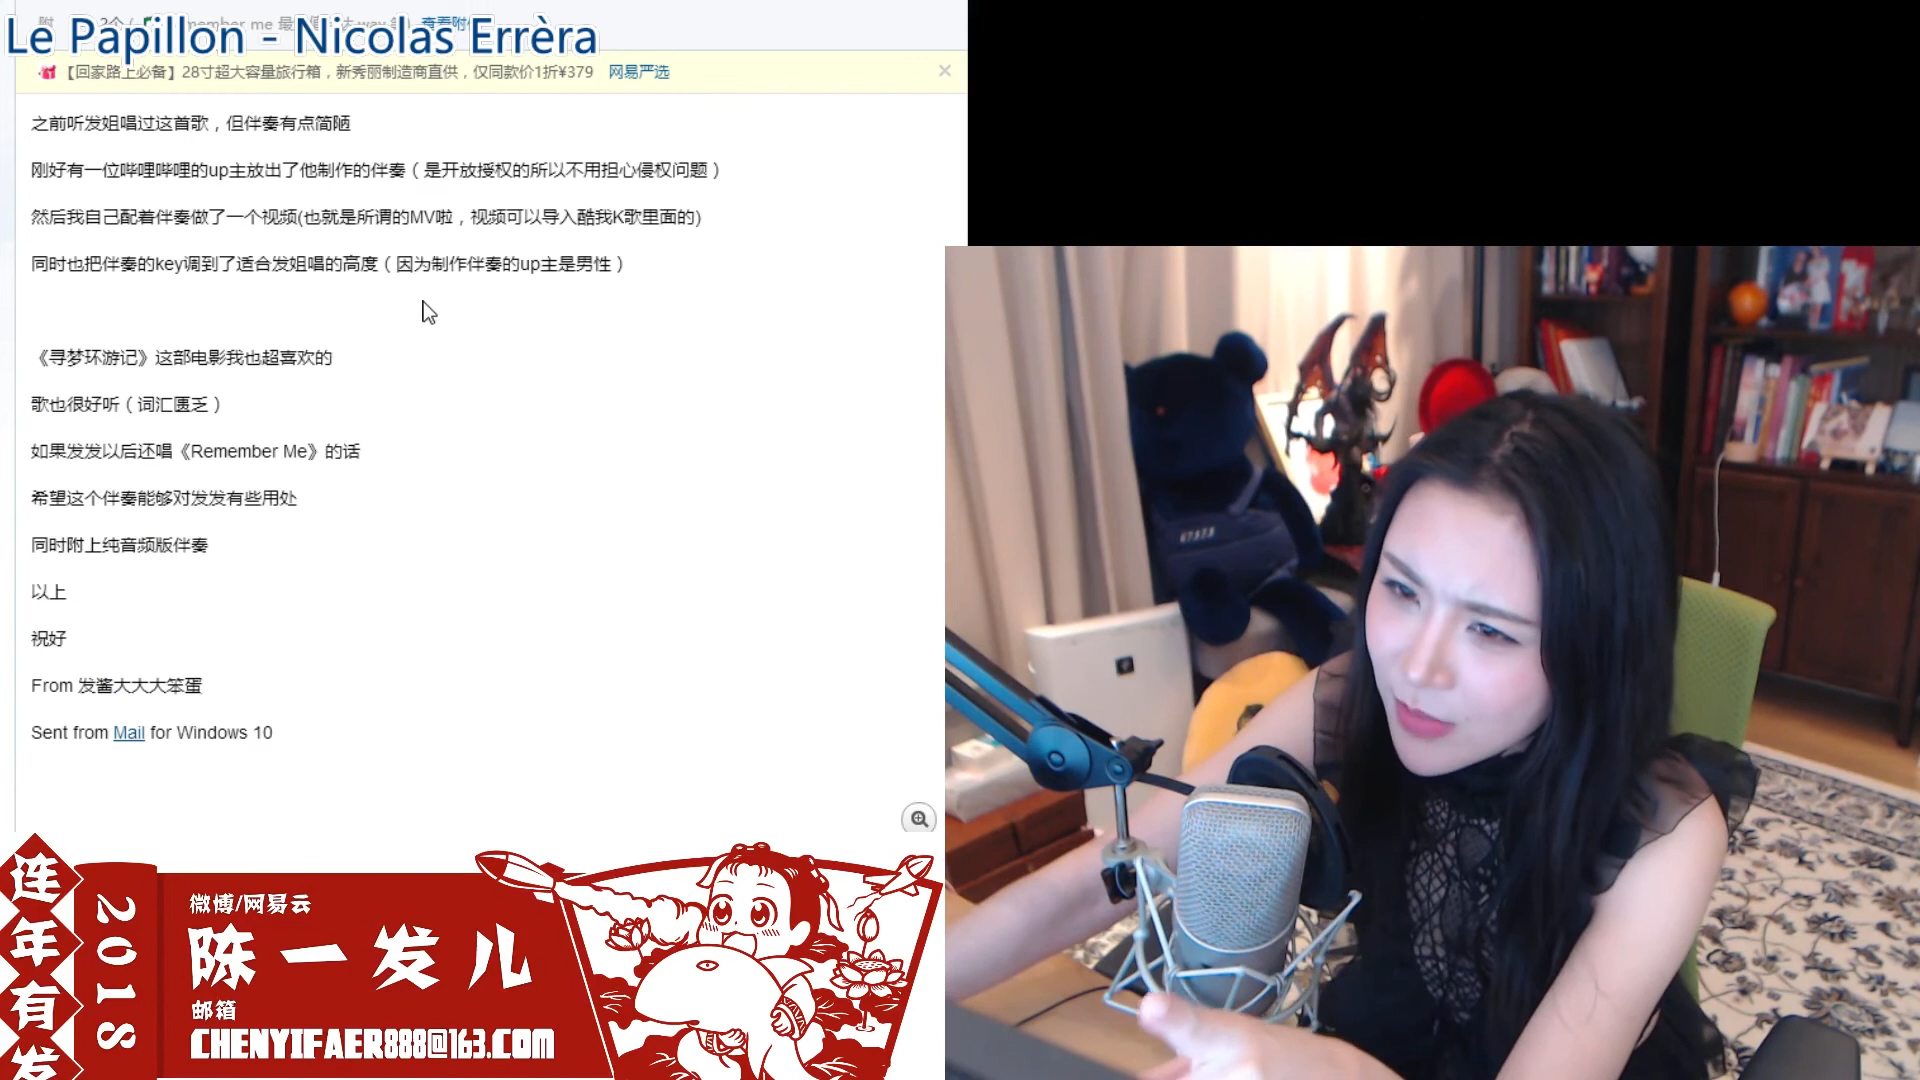 Le Papillon - Nicolas Errèra
【回家路上必备】28寸超大容量旅行箱，新秀丽制造商直供，仅同款价1折¥379 网易严选
之前听发姐唱过这首歌，但伴奏有点简陋
刚好有一位哔哩哔哩的up主放出了他制作的伴奏（是开放授权的所以不用担心侵权问题）
然后我自己配着伴奏做了一个视频(也就是所谓的MV啦，视频可以导入酷我K歌里面的)
同时也把伴奏的key调到了适合发姐唱的高度（因为制作伴奏的up主是男性）
《寻梦环游记》这部电影我也超喜欢的
歌也很好听（词汇匮乏）
如果发发以后还唱《Remember Me》的话
希望这个伴奏能够对发发有些用处
同时附上纯音频版伴奏
以上
祝好
From 发酱大大大笨蛋
Sent from Mail for Windows 10
连年有发
2018
微博/网易云
陈一发儿
邮箱
CHENYIFAER888@163.COM